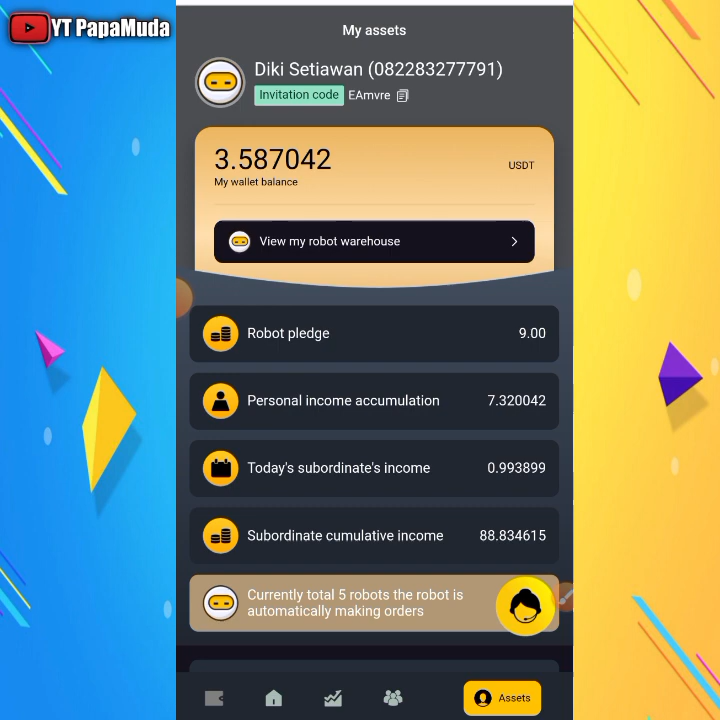 YT PapaMuda
My assets
Diki Setiawan (082283277791)
Invitation code EAmvre
3.587042
USDT
My wallet balance
View my robot warehouse
Robot pledge 9.00
Personal income accumulation 7.320042
Today's subordinate's income 0.993899
Subordinate cumulative income 88.834615
Currently total 5 robots the robot is
automatically making orders
Assets